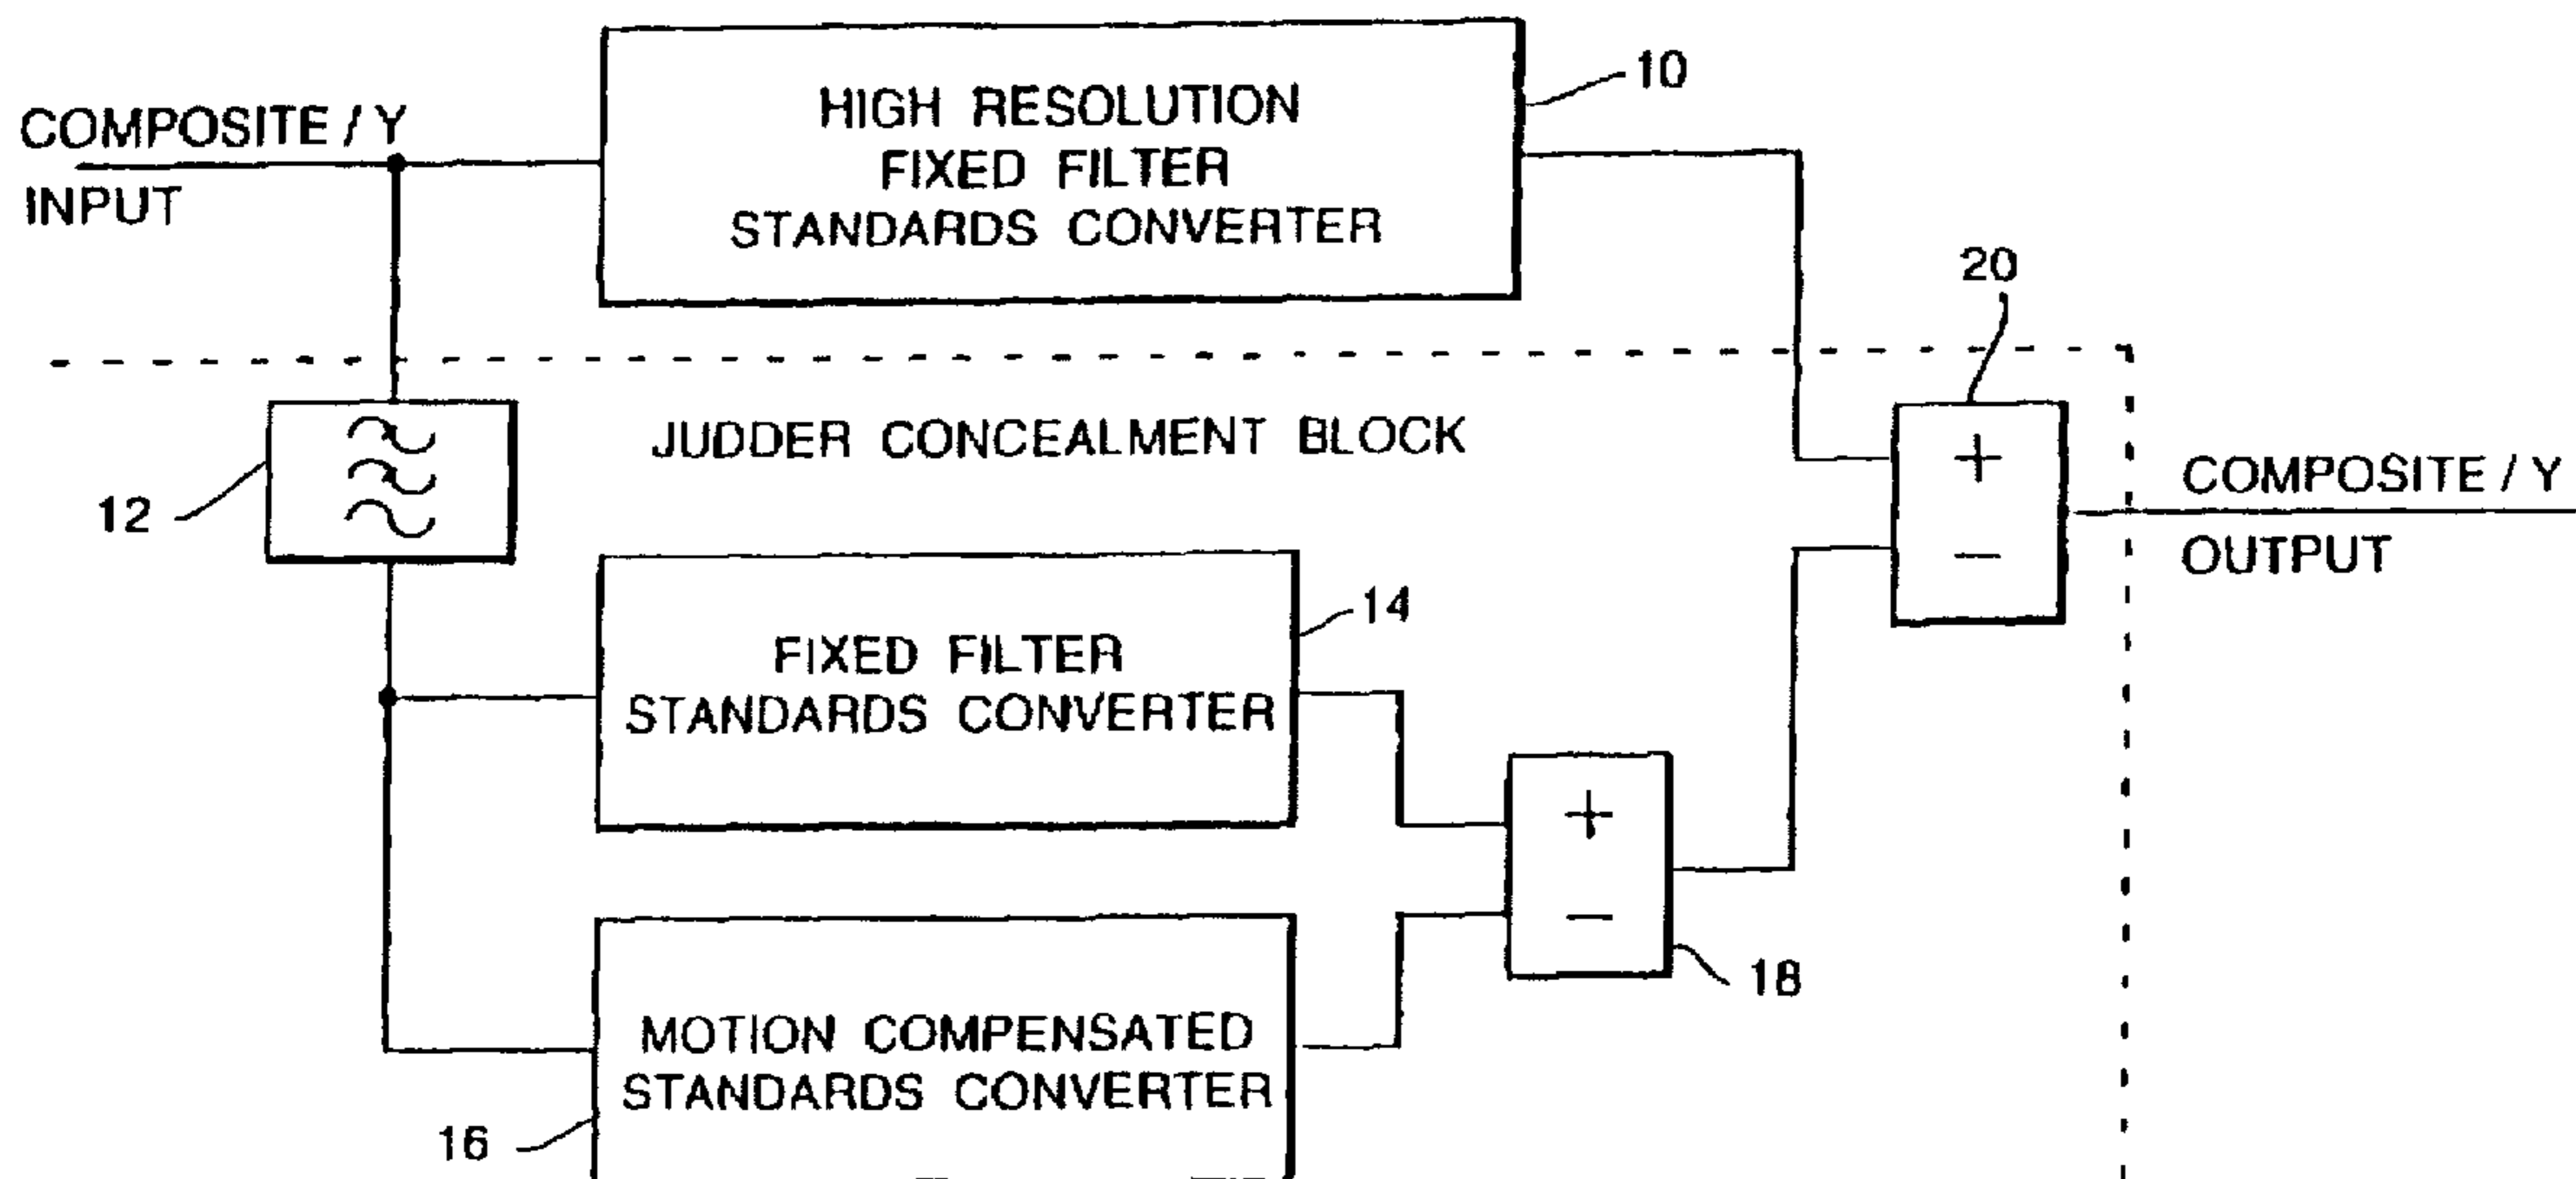 HIGH RESOLUTION
FIXED FILTER
STANDARDS CONVERTER
10
COMPOSITE / Y
INPUT
20
+
−
COMPOSITE / Y
OUTPUT
JUDDER CONCEALMENT BLOCK
12
FIXED FILTER
STANDARDS CONVERTER
14
+
−
18
MOTION COMPENSATED
STANDARDS CONVERTER
16